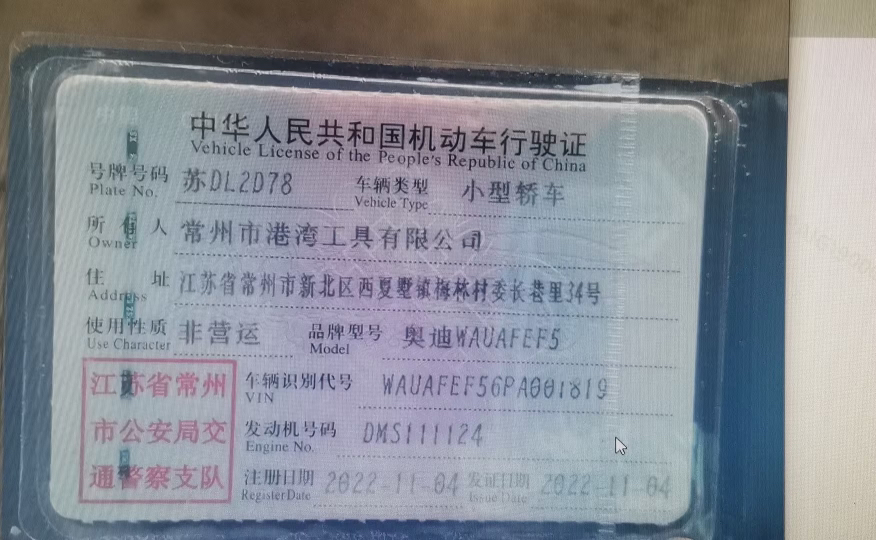 中华人民共和国机动车行驶证
Vehicle License of the People's Republic of China
号牌号码 苏DL2D78 车辆类型 小型轿车
Plate No. Vehicle Type
所有人 常州市港湾工具有限公司
Owner
住址 江苏省常州市新北区西夏墅镇梅林村委长巷里34号
Address
使用性质 非营运 品牌型号 奥迪WAUAFEF5
Use Character Model
江苏省常州 车辆识别代号 WAUAFEF56PA001819
VIN
市公安局交 发动机号码 DMS111124
Engine No.
通警察支队 注册日期 2022-11-04 发证日期 2022-11-04
Register Date Issue Date